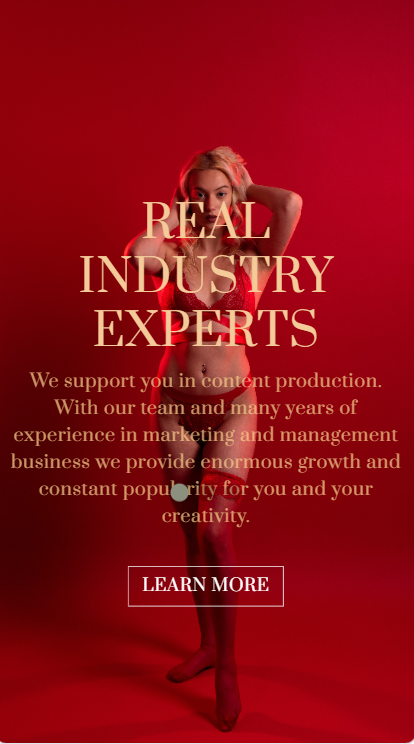 REAL
INDUSTRY
EXPERTS
We support you in content production.
With our team and many years of
experience in marketing and management
business we provide enormous growth and
constant popularity for you and your
creativity.
LEARN MORE